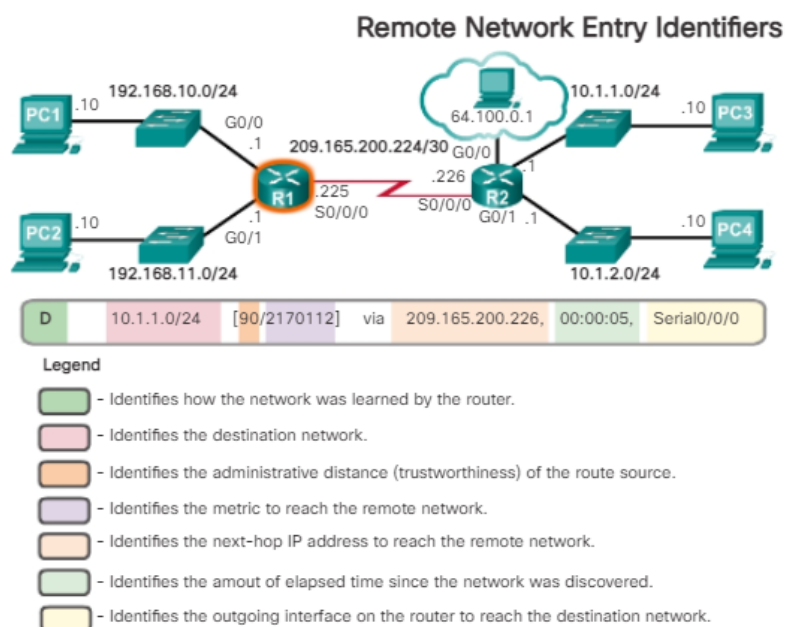 Remote Network Entry Identifiers
192.168.10.0/24
10.1.1.0/24
PC1
.10
G0/0
.1
209.165.200.224/30
64.100.0.1
G0/0
.1
.10
PC3
R1
.225
S0/0/0
.226
S0/0/0
R2
G0/1
.1
PC2
.10
.1
G0/1
192.168.11.0/24
.10
PC4
10.1.2.0/24
D 10.1.1.0/24 [90/2170112] via 209.165.200.226, 00:00:05, Serial0/0/0
Legend
- Identifies how the network was learned by the router.
- Identifies the destination network.
- Identifies the administrative distance (trustworthiness) of the route source.
- Identifies the metric to reach the remote network.
- Identifies the next-hop IP address to reach the remote network.
- Identifies the amout of elapsed time since the network was discovered.
- Identifies the outgoing interface on the router to reach the destination network.